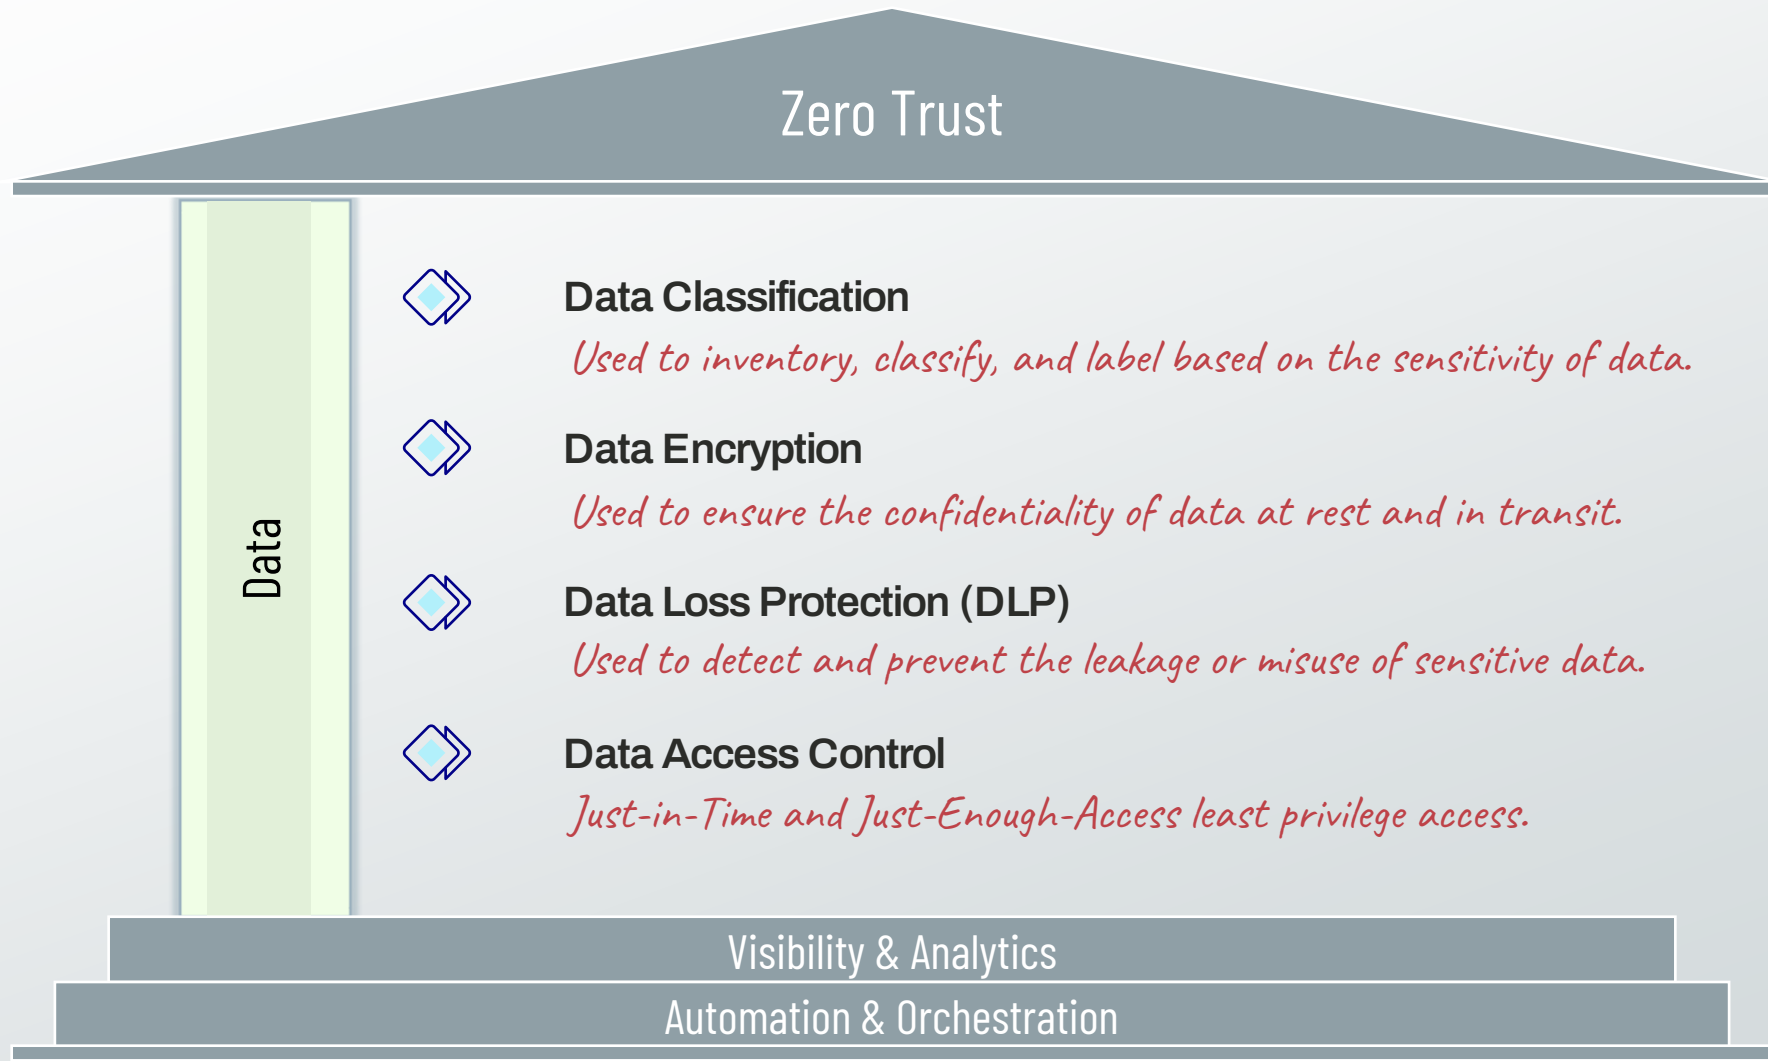 Zero Trust
Data
Data Classification
Used to inventory, classify, and label based on the sensitivity of data.
Data Encryption
Used to ensure the confidentiality of data at rest and in transit.
Data Loss Protection (DLP)
Used to detect and prevent the leakage or misuse of sensitive data.
Data Access Control
Just-in-Time and Just-Enough-Access least privilege access.
Visibility & Analytics
Automation & Orchestration